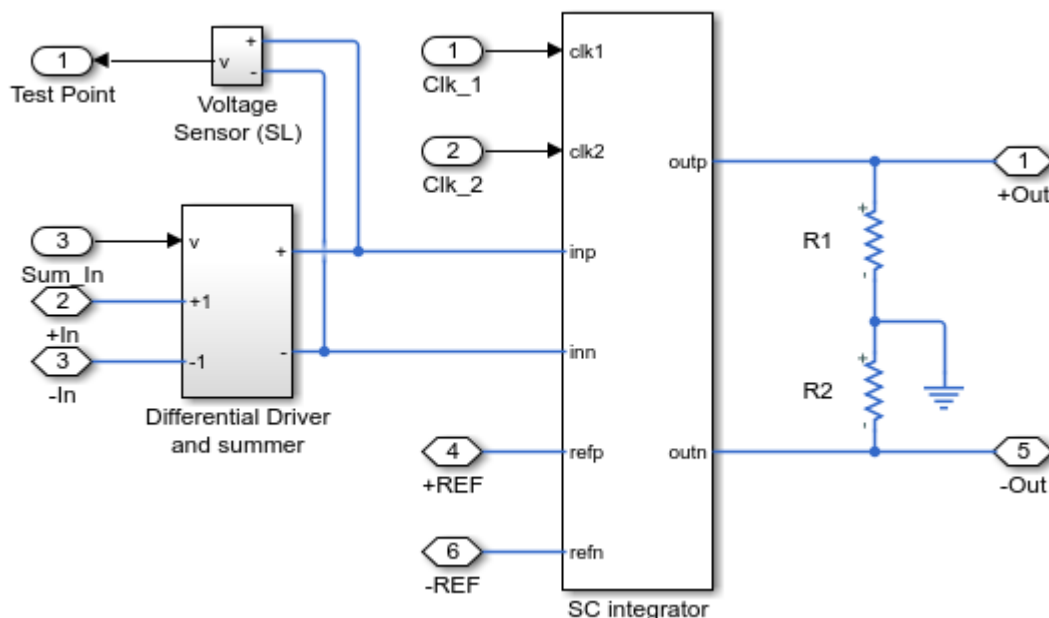 1
Test Point
v
+
-
Voltage
Sensor (SL)
1
Clk_1
2
Clk_2
3
Sum_In
2
+In
3
-In
v
+1
-1
+
-
Differential Driver
and summer
4
+REF
6
-REF
clk1
clk2
inp
inn
refp
refn
outp
outn
SC integrator
+
R1
-
+
R2
-
1
+Out
5
-Out